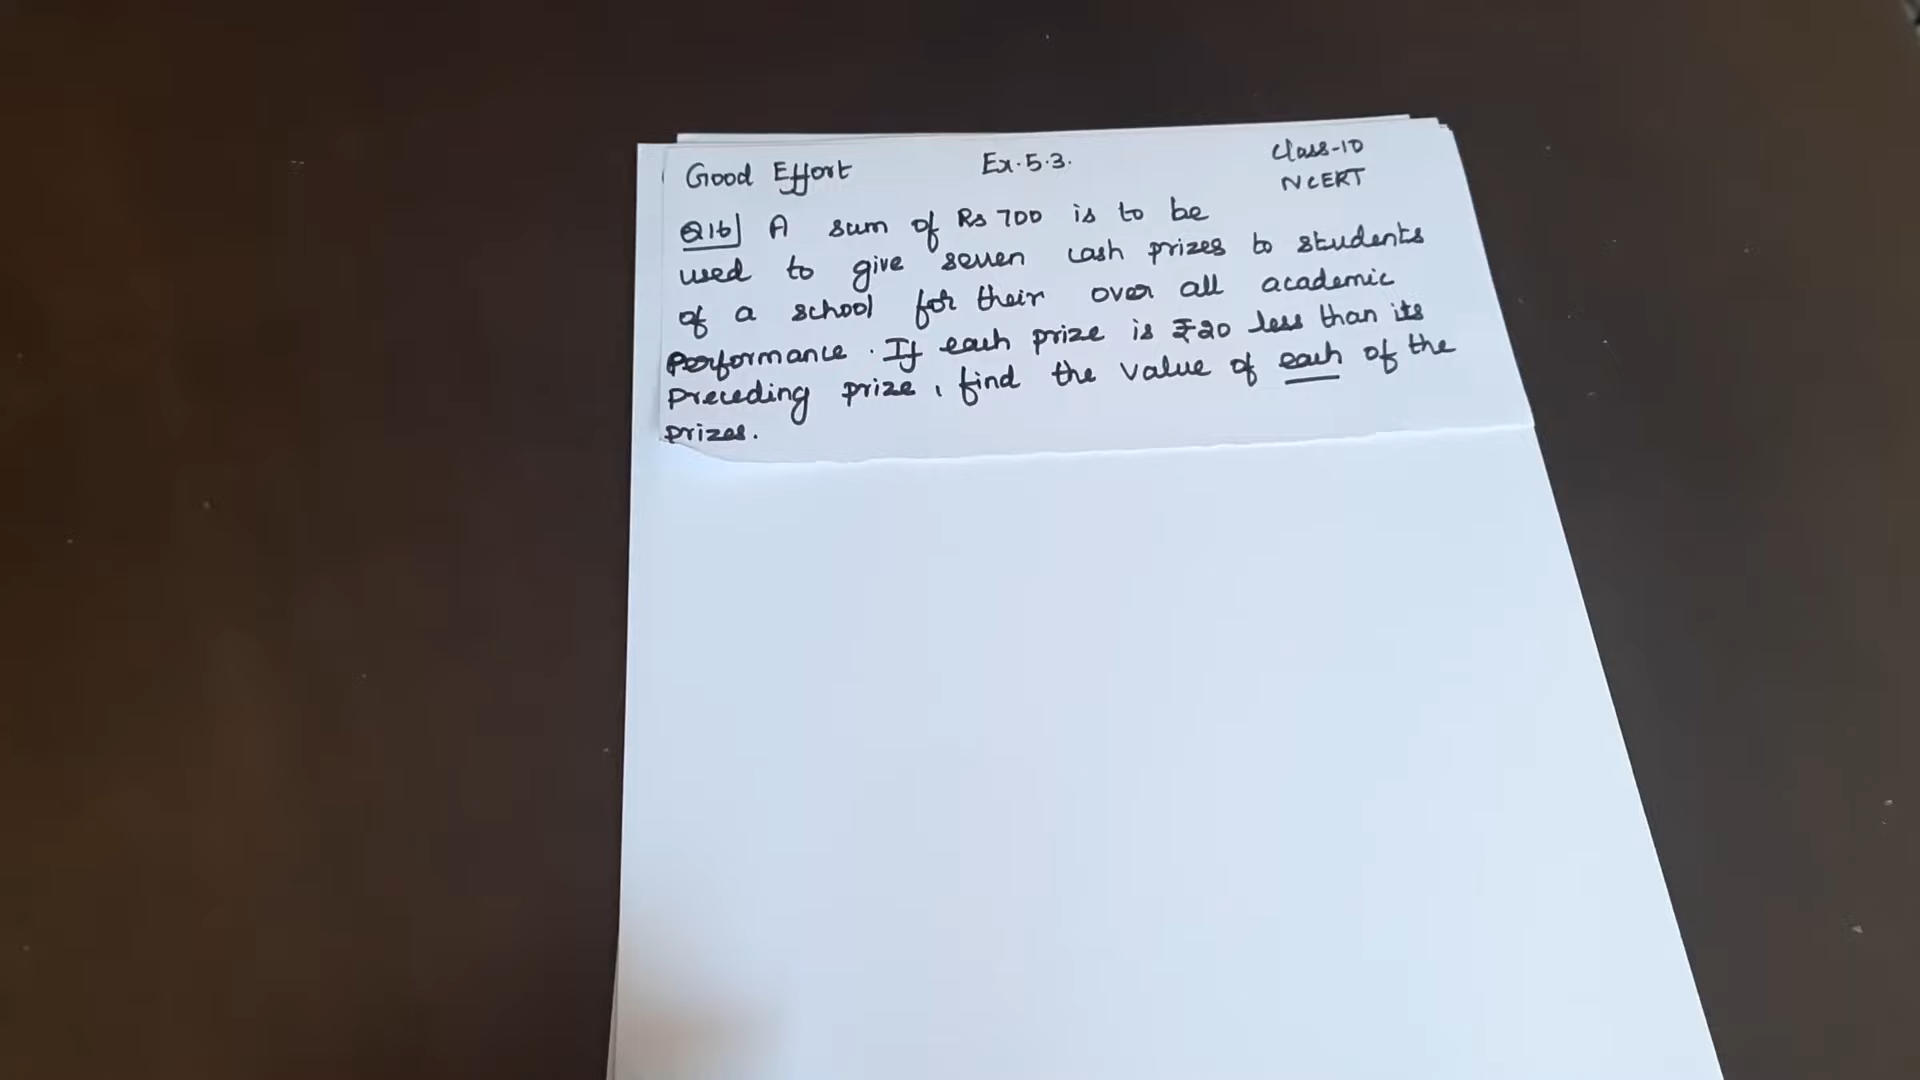 Good Effort Ex.5.3. Class-10
NCERT
Q16] A sum of Rs 700 is to be
used to give seven cash prizes to students
of a school for their over all academic
Performance. If each prize is ₹20 less than its
Preceding prize, find the value of each of the
prizes.